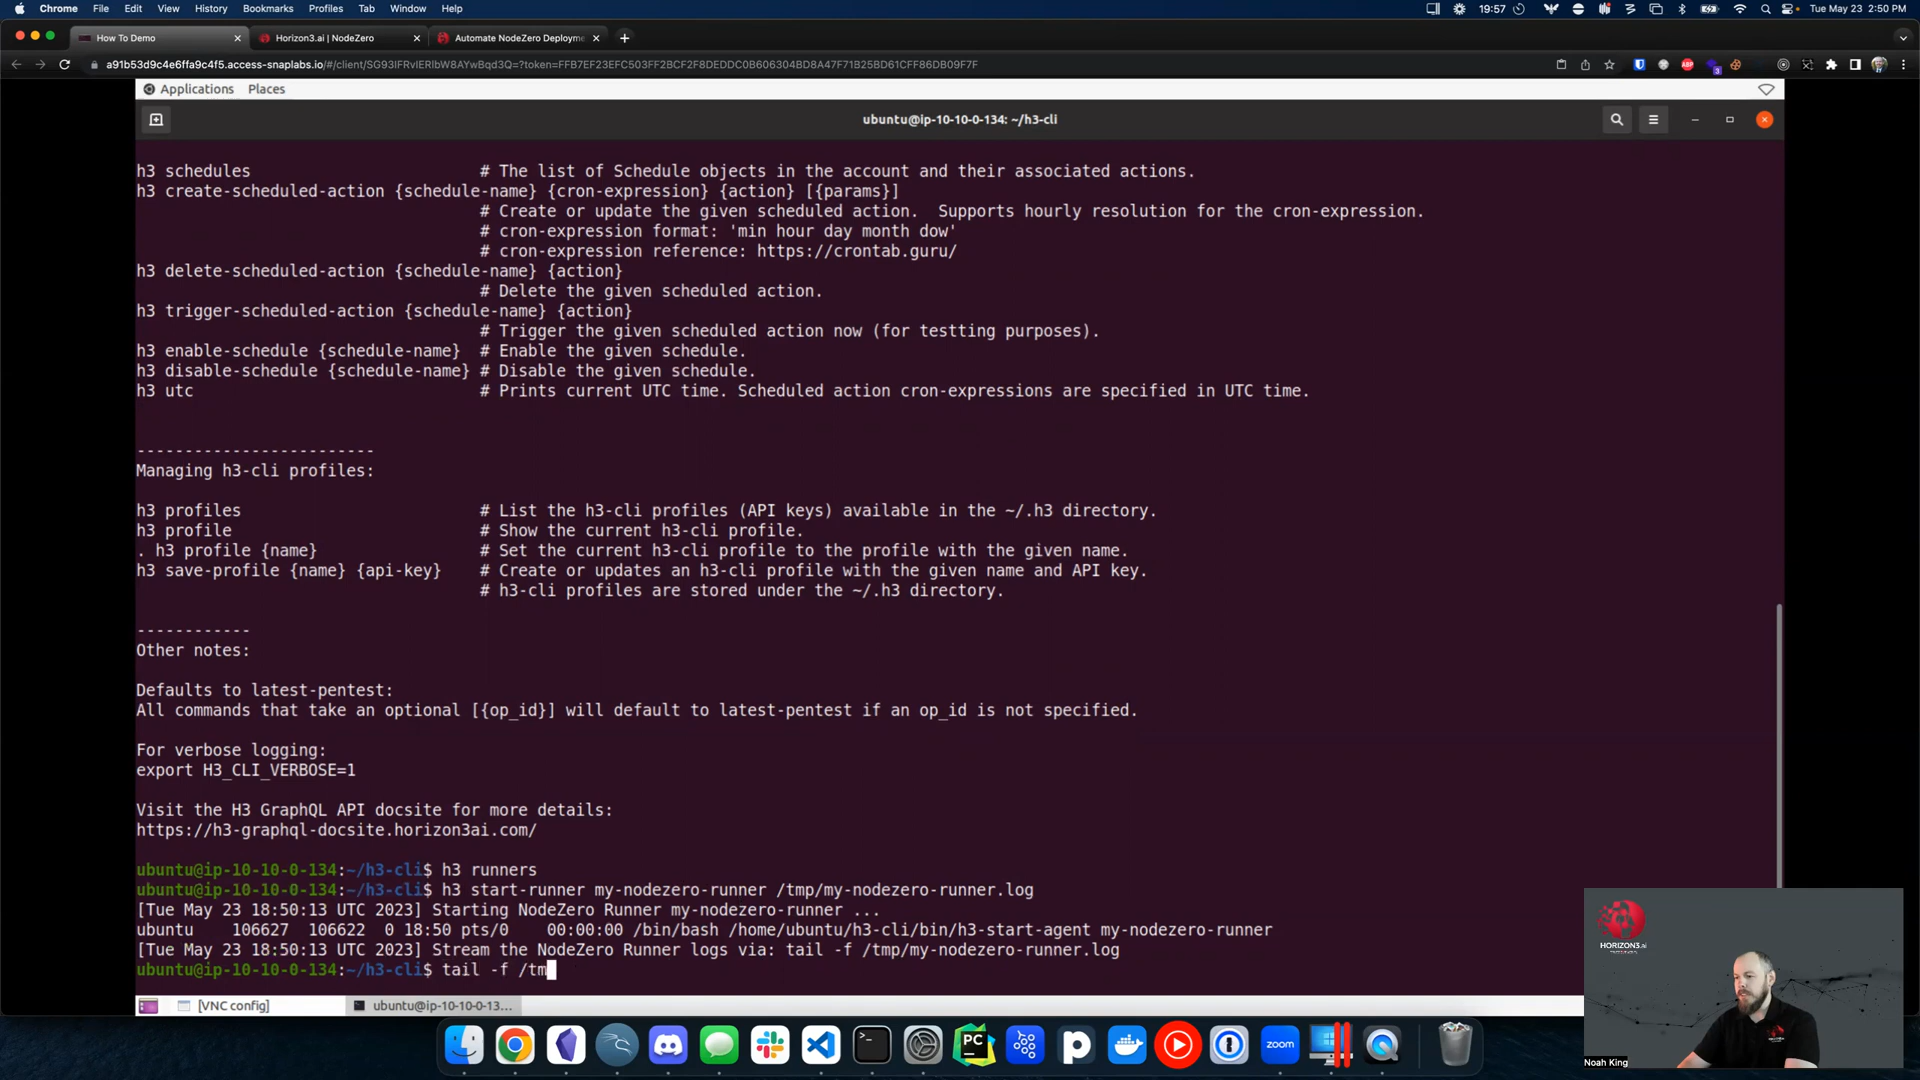 Chrome File Edit View History Bookmarks Profiles Tab Window Help 19:57 Tue May 23 2:50 PM
How To Demo Horizon3.ai | NodeZero Automate NodeZero Deployme
a91b53d9c4e6ffa9c4f5.access-snaplabs.io/#/client/SG93IFRvIERlbW8AYwBqd3Q=?token=FFB7EF23EFC503FF2BCF2F8DEDDC0B606304BD8A47F71B25BD61CFF86DB09F7F
Applications Places
ubuntu@ip-10-10-0-134: ~/h3-cli
h3 schedules # The list of Schedule objects in the account and their associated actions.
h3 create-scheduled-action {schedule-name} {cron-expression} {action} [{params}]
# Create or update the given scheduled action.  Supports hourly resolution for the cron-expression.
# cron-expression format: 'min hour day month dow'
# cron-expression reference: https://crontab.guru/
h3 delete-scheduled-action {schedule-name} {action}
# Delete the given scheduled action.
h3 trigger-scheduled-action {schedule-name} {action}
# Trigger the given scheduled action now (for testting purposes).
h3 enable-schedule {schedule-name} # Enable the given schedule.
h3 disable-schedule {schedule-name} # Disable the given schedule.
h3 utc # Prints current UTC time. Scheduled action cron-expressions are specified in UTC time.
-------------------------
Managing h3-cli profiles:
h3 profiles # List the h3-cli profiles (API keys) available in the ~/.h3 directory.
h3 profile # Show the current h3-cli profile.
. h3 profile {name} # Set the current h3-cli profile to the profile with the given name.
h3 save-profile {name} {api-key} # Create or updates an h3-cli profile with the given name and API key.
# h3-cli profiles are stored under the ~/.h3 directory.
------------
Other notes:
Defaults to latest-pentest:
All commands that take an optional [{op_id}] will default to latest-pentest if an op_id is not specified.
For verbose logging:
export H3_CLI_VERBOSE=1
Visit the H3 GraphQL API docsite for more details:
https://h3-graphql-docsite.horizon3ai.com/
ubuntu@ip-10-10-0-134:~/h3-cli$ h3 runners
ubuntu@ip-10-10-0-134:~/h3-cli$ h3 start-runner my-nodezero-runner /tmp/my-nodezero-runner.log
[Tue May 23 18:50:13 UTC 2023] Starting NodeZero Runner my-nodezero-runner ...
ubuntu 106627 106622 0 18:50 pts/0 00:00:00 /bin/bash /home/ubuntu/h3-cli/bin/h3-start-agent my-nodezero-runner
[Tue May 23 18:50:13 UTC 2023] Stream the NodeZero Runner logs via: tail -f /tmp/my-nodezero-runner.log
ubuntu@ip-10-10-0-134:~/h3-cli$ tail -f /tm
[VNC config] ubuntu@ip-10-10-0-13...
HORIZON3.ai
Noah King
PC
zoom